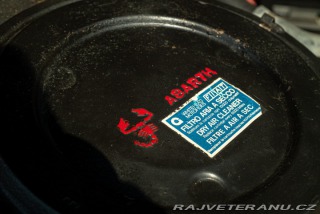 ABARTH
FILTRO ARIA A SECCO
DRY AIR CLEANER
FILTRE A AIR A SEC
RAJVETERANU.CZ